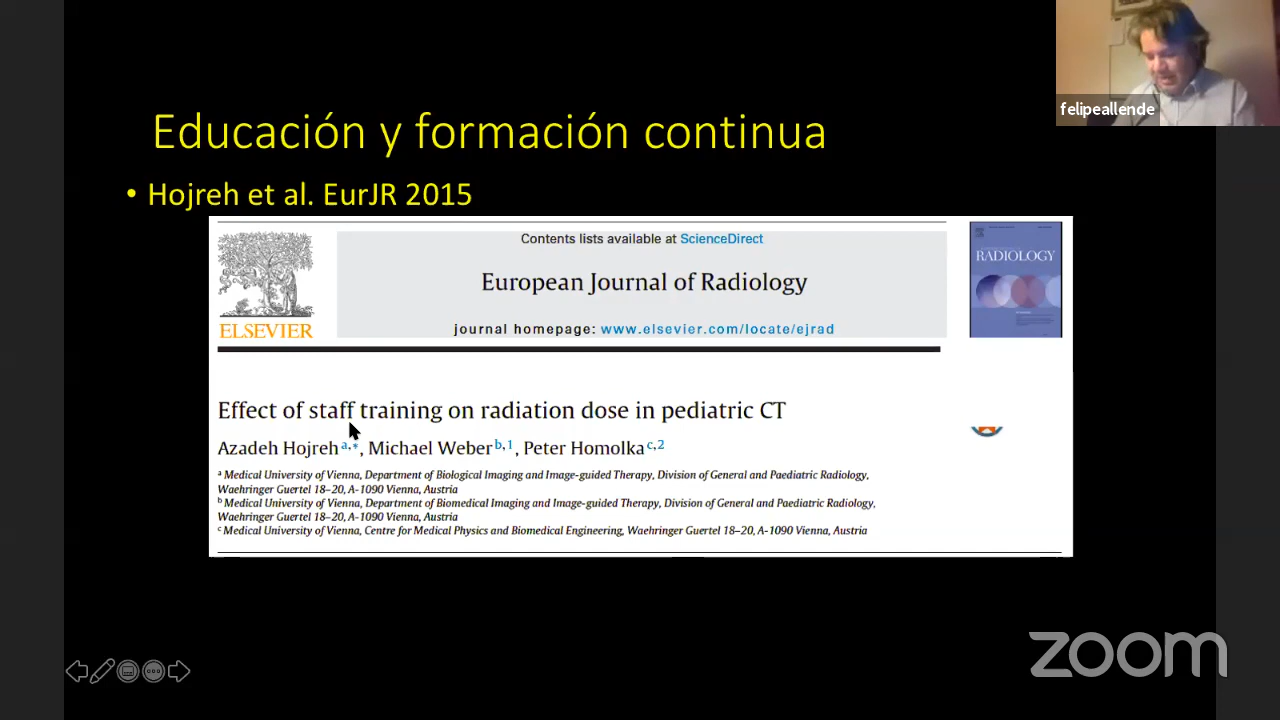 felipeallende
Educación y formación continua
• Hojreh et al. EurJR 2015
Contents lists available at ScienceDirect
European Journal of Radiology
journal homepage: www.elsevier.com/locate/ejrad
ELSEVIER
RADIOLOGY
Effect of staff training on radiation dose in pediatric CT
Azadeh Hojreh a,*, Michael Weber b,1, Peter Homolka c,2
a Medical University of Vienna, Department of Biological Imaging and Image-guided Therapy, Division of General and Paediatric Radiology,
Waehringer Guertel 18–20, A-1090 Vienna, Austria
b Medical University of Vienna, Department of Biomedical Imaging and Image-guided Therapy, Division of General and Paediatric Radiology,
Waehringer Guertel 18–20, A-1090 Vienna, Austria
c Medical University of Vienna, Centre for Medical Physics and Biomedical Engineering, Waehringer Guertel 18–20, A-1090 Vienna, Austria
zoom